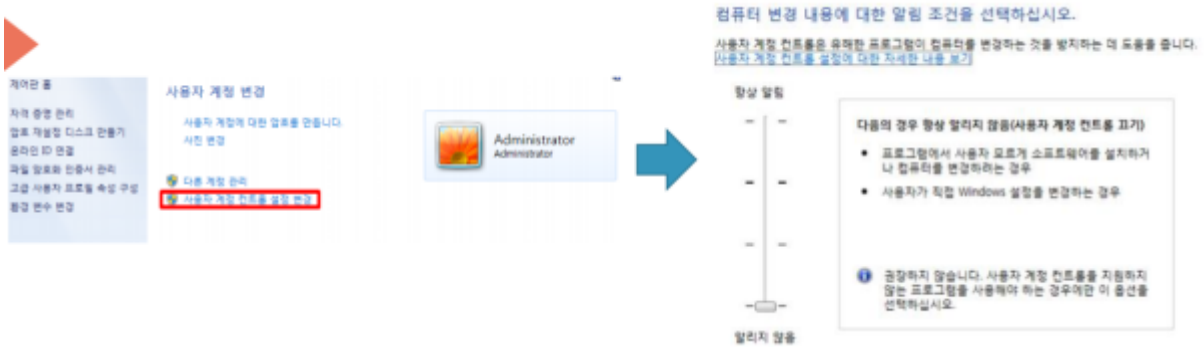 컴퓨터 변경 내용에 대한 알림 조건을 선택하십시오.
사용자 계정 컨트롤은 유해한 프로그램이 컴퓨터를 변경하는 것을 방지하는 데 도움을 줍니다.
사용자 계정 컨트롤 설정에 대한 자세한 내용 보기
제어판 홈
자격 증명 관리
암호 재설정 디스크 만들기
온라인 ID 연결
파일 암호화 인증서 관리
고급 사용자 프로필 속성 구성
환경 변수 변경
사용자 계정 변경
사용자 계정에 대한 암호를 만듭니다.
사진 변경
다른 계정 관리
사용자 계정 컨트롤 설정 변경
Administrator
Administrator
항상 알림
다음의 경우 항상 알리지 않음(사용자 계정 컨트롤 끄기)
프로그램에서 사용자 모르게 소프트웨어를 설치하거
나 컴퓨터를 변경하려는 경우
사용자가 직접 Windows 설정을 변경하는 경우
권장하지 않습니다. 사용자 계정 컨트롤을 지원하지
않는 프로그램을 사용해야 하는 경우에만 이 옵션을
선택하십시오.
알리지 않음